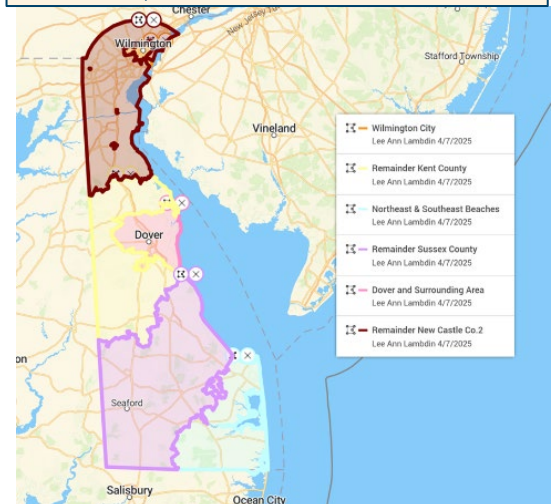 Chester
New Jersey Tu
Wilmington
Stafford Township
Vineland
Wilmington City
Lee Ann Lambdin 4/7/2025
Remainder Kent County
Lee Ann Lambdin 4/7/2025
Northeast & Southeast Beaches
Lee Ann Lambdin 4/7/2025
Remainder Sussex County
Lee Ann Lambdin 4/7/2025
Dover and Surrounding Area
Lee Ann Lambdin 4/7/2025
Remainder New Castle Co.2
Lee Ann Lambdin 4/7/2025
Dover
on
Seaford
Salisbury
Ocean City